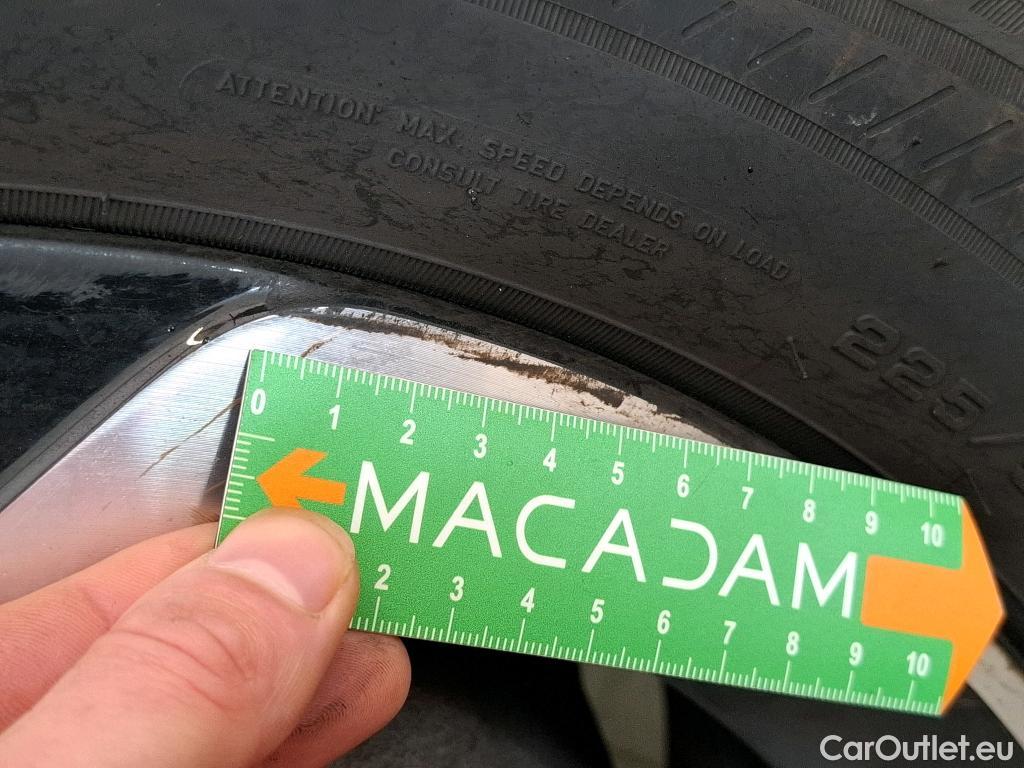 ATTENTION: MAX. SPEED DEPENDS ON LOAD
CONSULT TIRE DEALER
225/
0 1 2 3 4 5 6 7 8 9 10
MACADAM
2 3 4 5 6 7 8 9 10
CarOutlet.eu